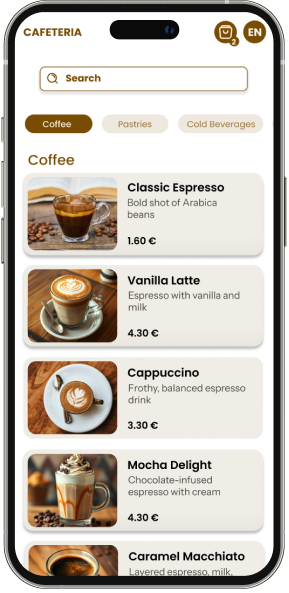 CAFETERIA
2
EN
Search
Coffee
Pastries
Cold Beverages
Coffee
Classic Espresso
Bold shot of Arabica
beans
1.60 €
Vanilla Latte
Espresso with vanilla and
milk
4.30 €
Cappuccino
Frothy, balanced espresso
drink
3.30 €
Mocha Delight
Chocolate-infused
espresso with cream
4.30 €
Caramel Macchiato
Layered espresso, milk,